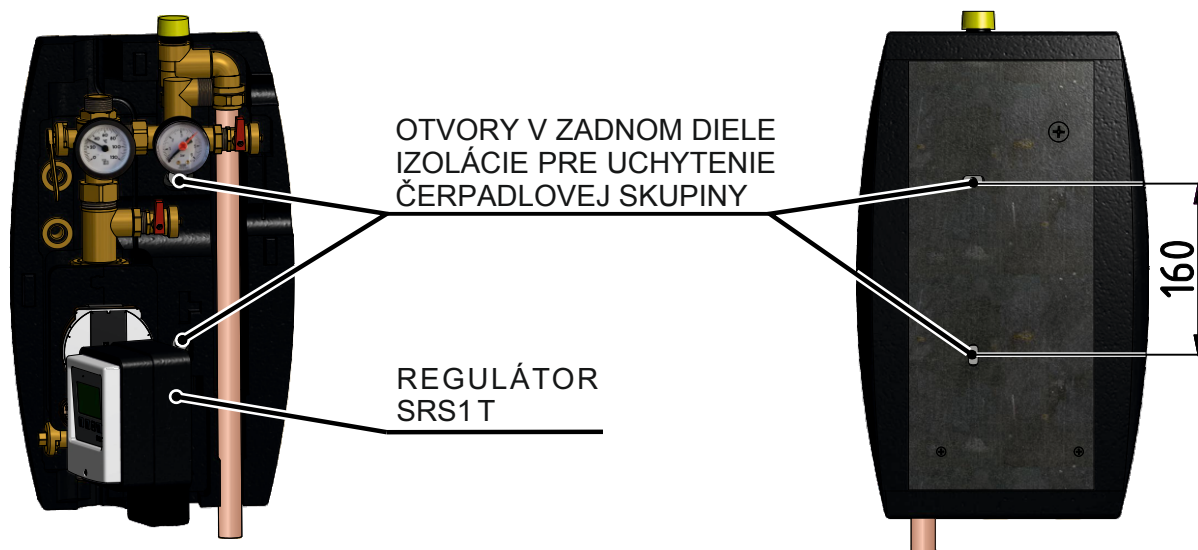 OTVORY V ZADNOM DIELE
IZOLÁCIE PRE UCHYTENIE
ČERPADLOVEJ SKUPINY
160
REGULÁTOR
SRS1 T